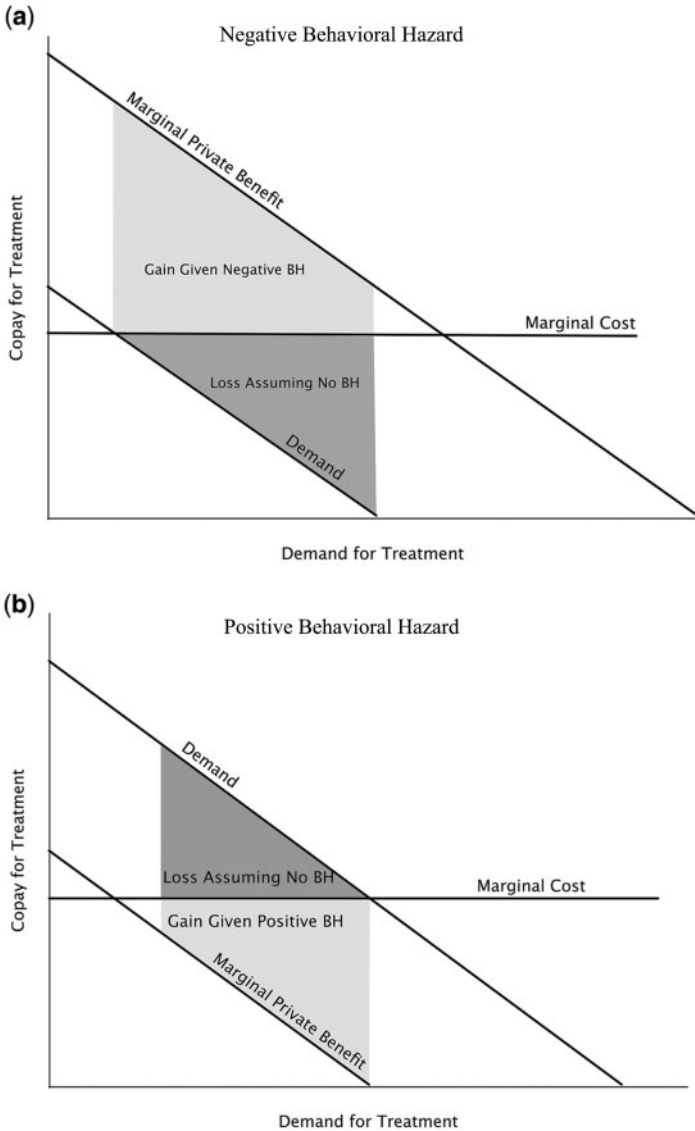 (a)
Negative Behavioral Hazard
Marginal Private Benefit
Copay for Treatment
Gain Given Negative BH
Marginal Cost
Loss Assuming No BH
Demand
Demand for Treatment
(b)
Positive Behavioral Hazard
Demand
Copay for Treatment
Loss Assuming No BH
Marginal Cost
Gain Given Positive BH
Marginal Private Benefit
Demand for Treatment